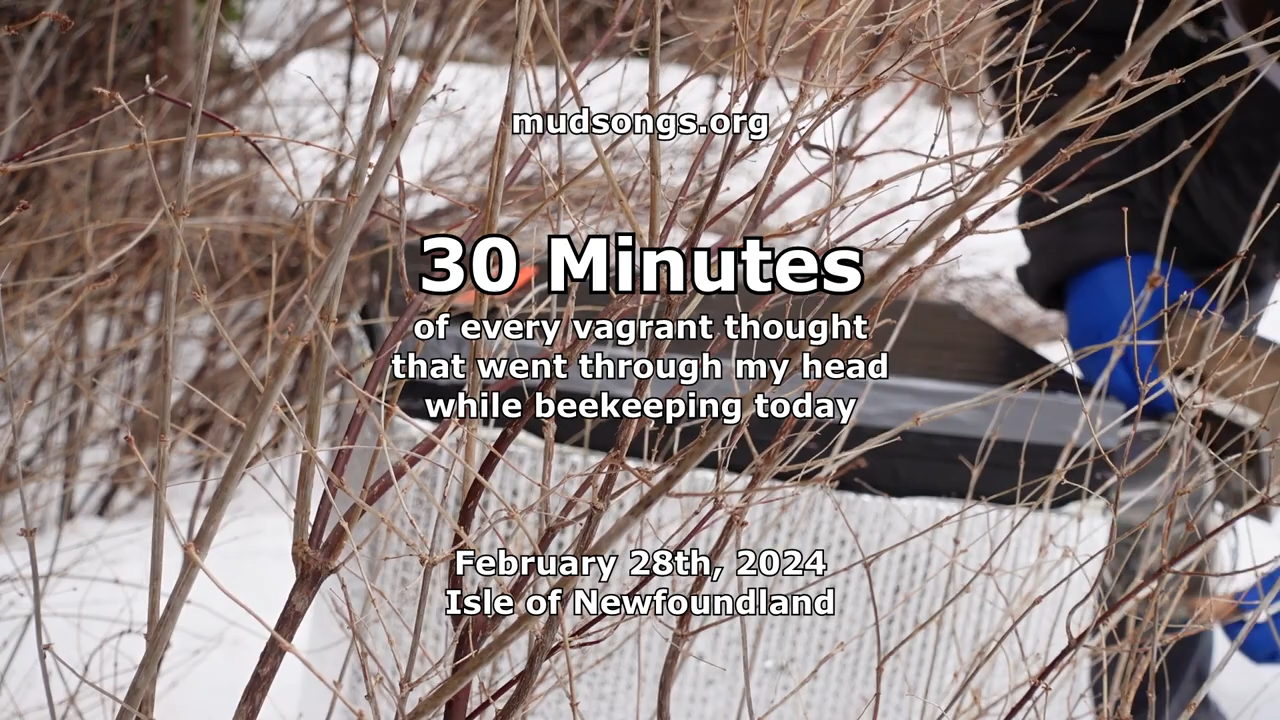 mudsongs.org
30 Minutes
of every vagrant thought
that went through my head
while beekeeping today
February 28th, 2024
Isle of Newfoundland